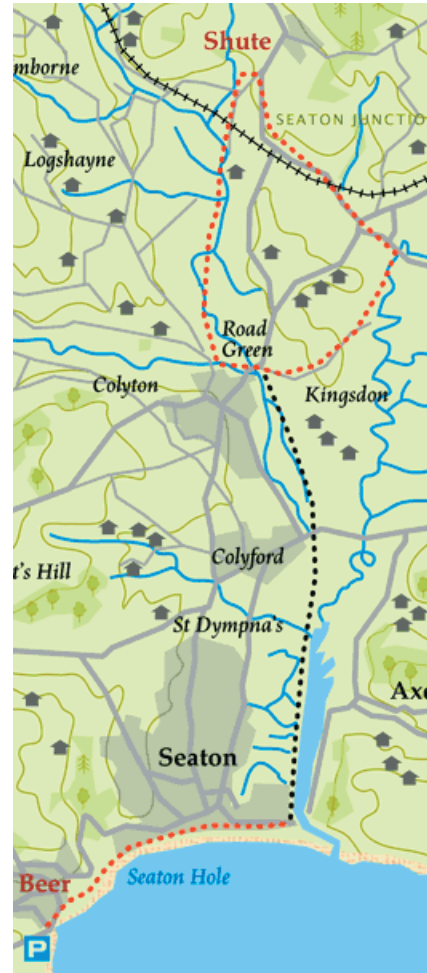 Shute
mborne
SEATON JUNCTIO
Logshayne
Road
Green
Colyton
Kingsdon
Colyford
t's Hill
St Dympna's
Axe
Seaton
Beer
Seaton Hole
P